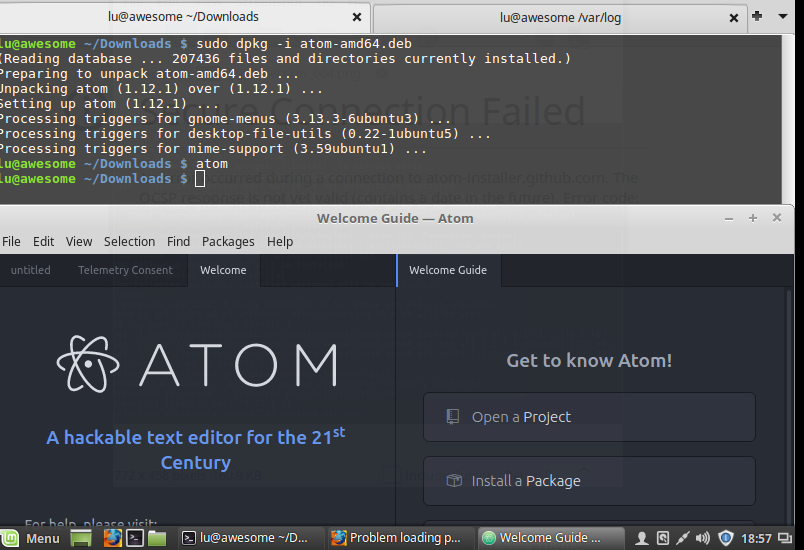 lu@awesome ~/Downloads
lu@awesome /var/log
lu@awesome ~/Downloads $ sudo dpkg -i atom-amd64.deb
(Reading database ... 207436 files and directories currently installed.)
Preparing to unpack atom-amd64.deb ...
Unpacking atom (1.12.1) over (1.12.1) ...
Setting up atom (1.12.1) ...
Processing triggers for gnome-menus (3.13.3-6ubuntu3) ...
Processing triggers for desktop-file-utils (0.22-1ubuntu5) ...
Processing triggers for mime-support (3.59ubuntu1) ...
lu@awesome ~/Downloads $ atom
lu@awesome ~/Downloads $
Secure Connection Failed
occurred during a connection to atom-installer.github.com. The
OCSP response is not yet valid (contains a date in the future). Error code:
Welcome Guide — Atom
File Edit View Selection Find Packages Help
untitled Telemetry Consent Welcome Welcome Guide
ATOM
A hackable text editor for the 21st
Century
For help, please visit:
Get to know Atom!
Open a Project
Install a Package
Menu lu@awesome ~/D... Problem loading p... Welcome Guide ... 18:57